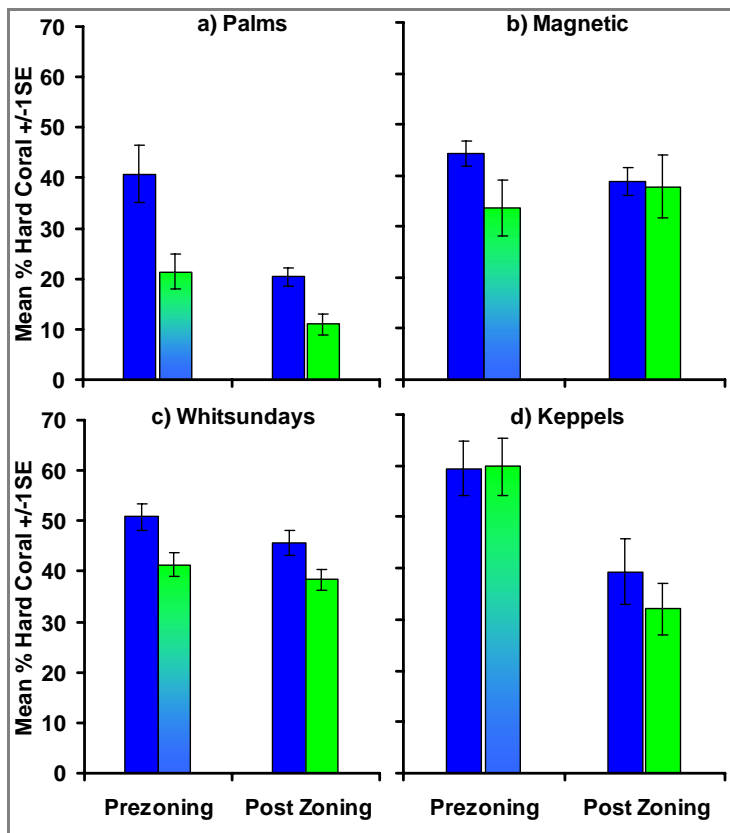 a) Palms
b) Magnetic
Mean % Hard Coral +/-1SE
70
60
50
40
30
20
10
0
c) Whitsundays
d) Keppels
Mean % Hard Coral +/-1SE
70
60
50
40
30
20
10
0
Prezoning Post Zoning Prezoning Post Zoning